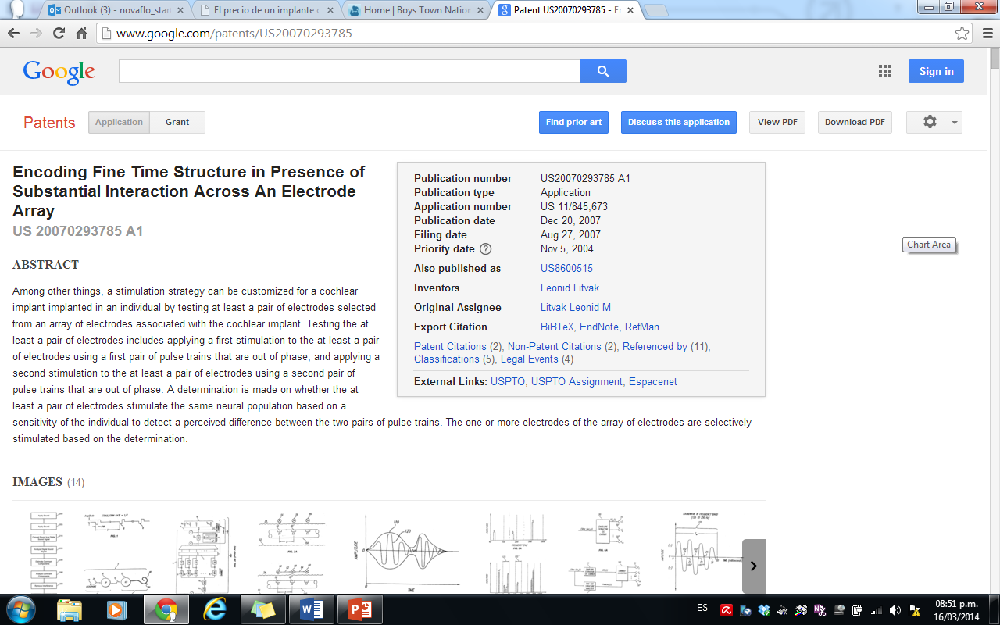 Outlook (3) - novaflo_star
El precio de un implante c
Home | Boys Town Nation
Patent US20070293785 - En
www.google.com/patents/US20070293785
Google
Sign in
Patents
Application
Grant
Find prior art
Discuss this application
View PDF
Download PDF
Encoding Fine Time Structure in Presence of
Substantial Interaction Across An Electrode
Array
US 20070293785 A1
ABSTRACT
Among other things, a stimulation strategy can be customized for a cochlear
implant implanted in an individual by testing at least a pair of electrodes selected
from an array of electrodes associated with the cochlear implant. Testing the at
least a pair of electrodes includes applying a first stimulation to the at least a pair
of electrodes using a first pair of pulse trains that are out of phase, and applying a
second stimulation to the at least a pair of electrodes using a second pair of
pulse trains that are out of phase. A determination is made on whether the at
least a pair of electrodes stimulate the same neural population based on a
sensitivity of the individual to detect a perceived difference between the two pairs of pulse trains. The one or more electrodes of the array of electrodes are selectively
stimulated based on the determination.
Publication number US20070293785 A1
Publication type Application
Application number US 11/845,673
Publication date Dec 20, 2007
Filing date Aug 27, 2007
Priority date ? Nov 5, 2004
Also published as US8600515
Inventors Leonid Litvak
Original Assignee Litvak Leonid M
Export Citation BiBTeX, EndNote, RefMan
Patent Citations (2), Non-Patent Citations (2), Referenced by (11),
Classifications (5), Legal Events (4)
External Links: USPTO, USPTO Assignment, Espacenet
Chart Area
IMAGES (14)
AMPLITUDE
TIME
110
120
ES
08:51 p.m.
16/03/2014